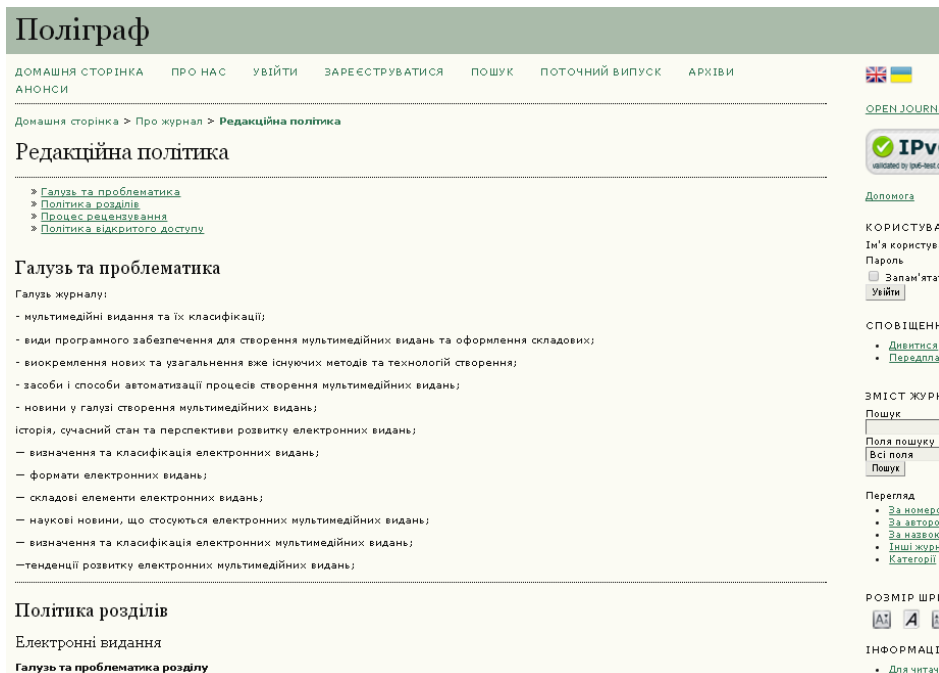 Поліграф
ДОМАШНЯ СТОРІНКА ПРО НАС УВІЙТИ ЗАРЕЄСТРУВАТИСЯ ПОШУК ПОТОЧНИЙ ВИПУСК АРХІВИ
АНОНСИ
Домашня сторінка > Про журнал > Редакційна політика
Редакційна політика
» Галузь та проблематика
» Політика розділів
» Процес рецензування
» Політика відкритого доступу
Галузь та проблематика
Галузь журналу:
- мультимедійні видання та їх класифікації;
- види програмного забезпечення для створення мультимедійних видань та оформлення складових;
- виокремлення нових та узагальнення вже існуючих методів та технологій створення;
- засоби і способи автоматизації процесів створення мультимедійних видань;
- новини у галузі створення мультимедійних видань;
історія, сучасний стан та перспективи розвитку електронних видань;
— визначення та класифікація електронних видань;
— формати електронних видань;
— складові елементи електронних видань;
— наукові новини, що стосуються електронних мультимедійних видань;
— визначення та класифікація електронних мультимедійних видань;
—тенденції розвитку електронних мультимедійних видань;
Політика розділів
Електронні видання
Галузь та проблематика розділу
OPEN JOURN
IPv
validated by ipv6-test.c
Допомога
КОРИСТУВА
Ім'я користув
Пароль
Запам'ята
Увійти
СПОВІЩЕНН
• Дивитися
• Передпла
ЗМІСТ ЖУРН
Пошук
Поля пошуку
Всі поля
Пошук
Перегляд
• За номеро
• За авторо
• За назвою
• Інші журн
• Категорії
РОЗМІР ШРИ
ІНФОРМАЦІ
• Для читач